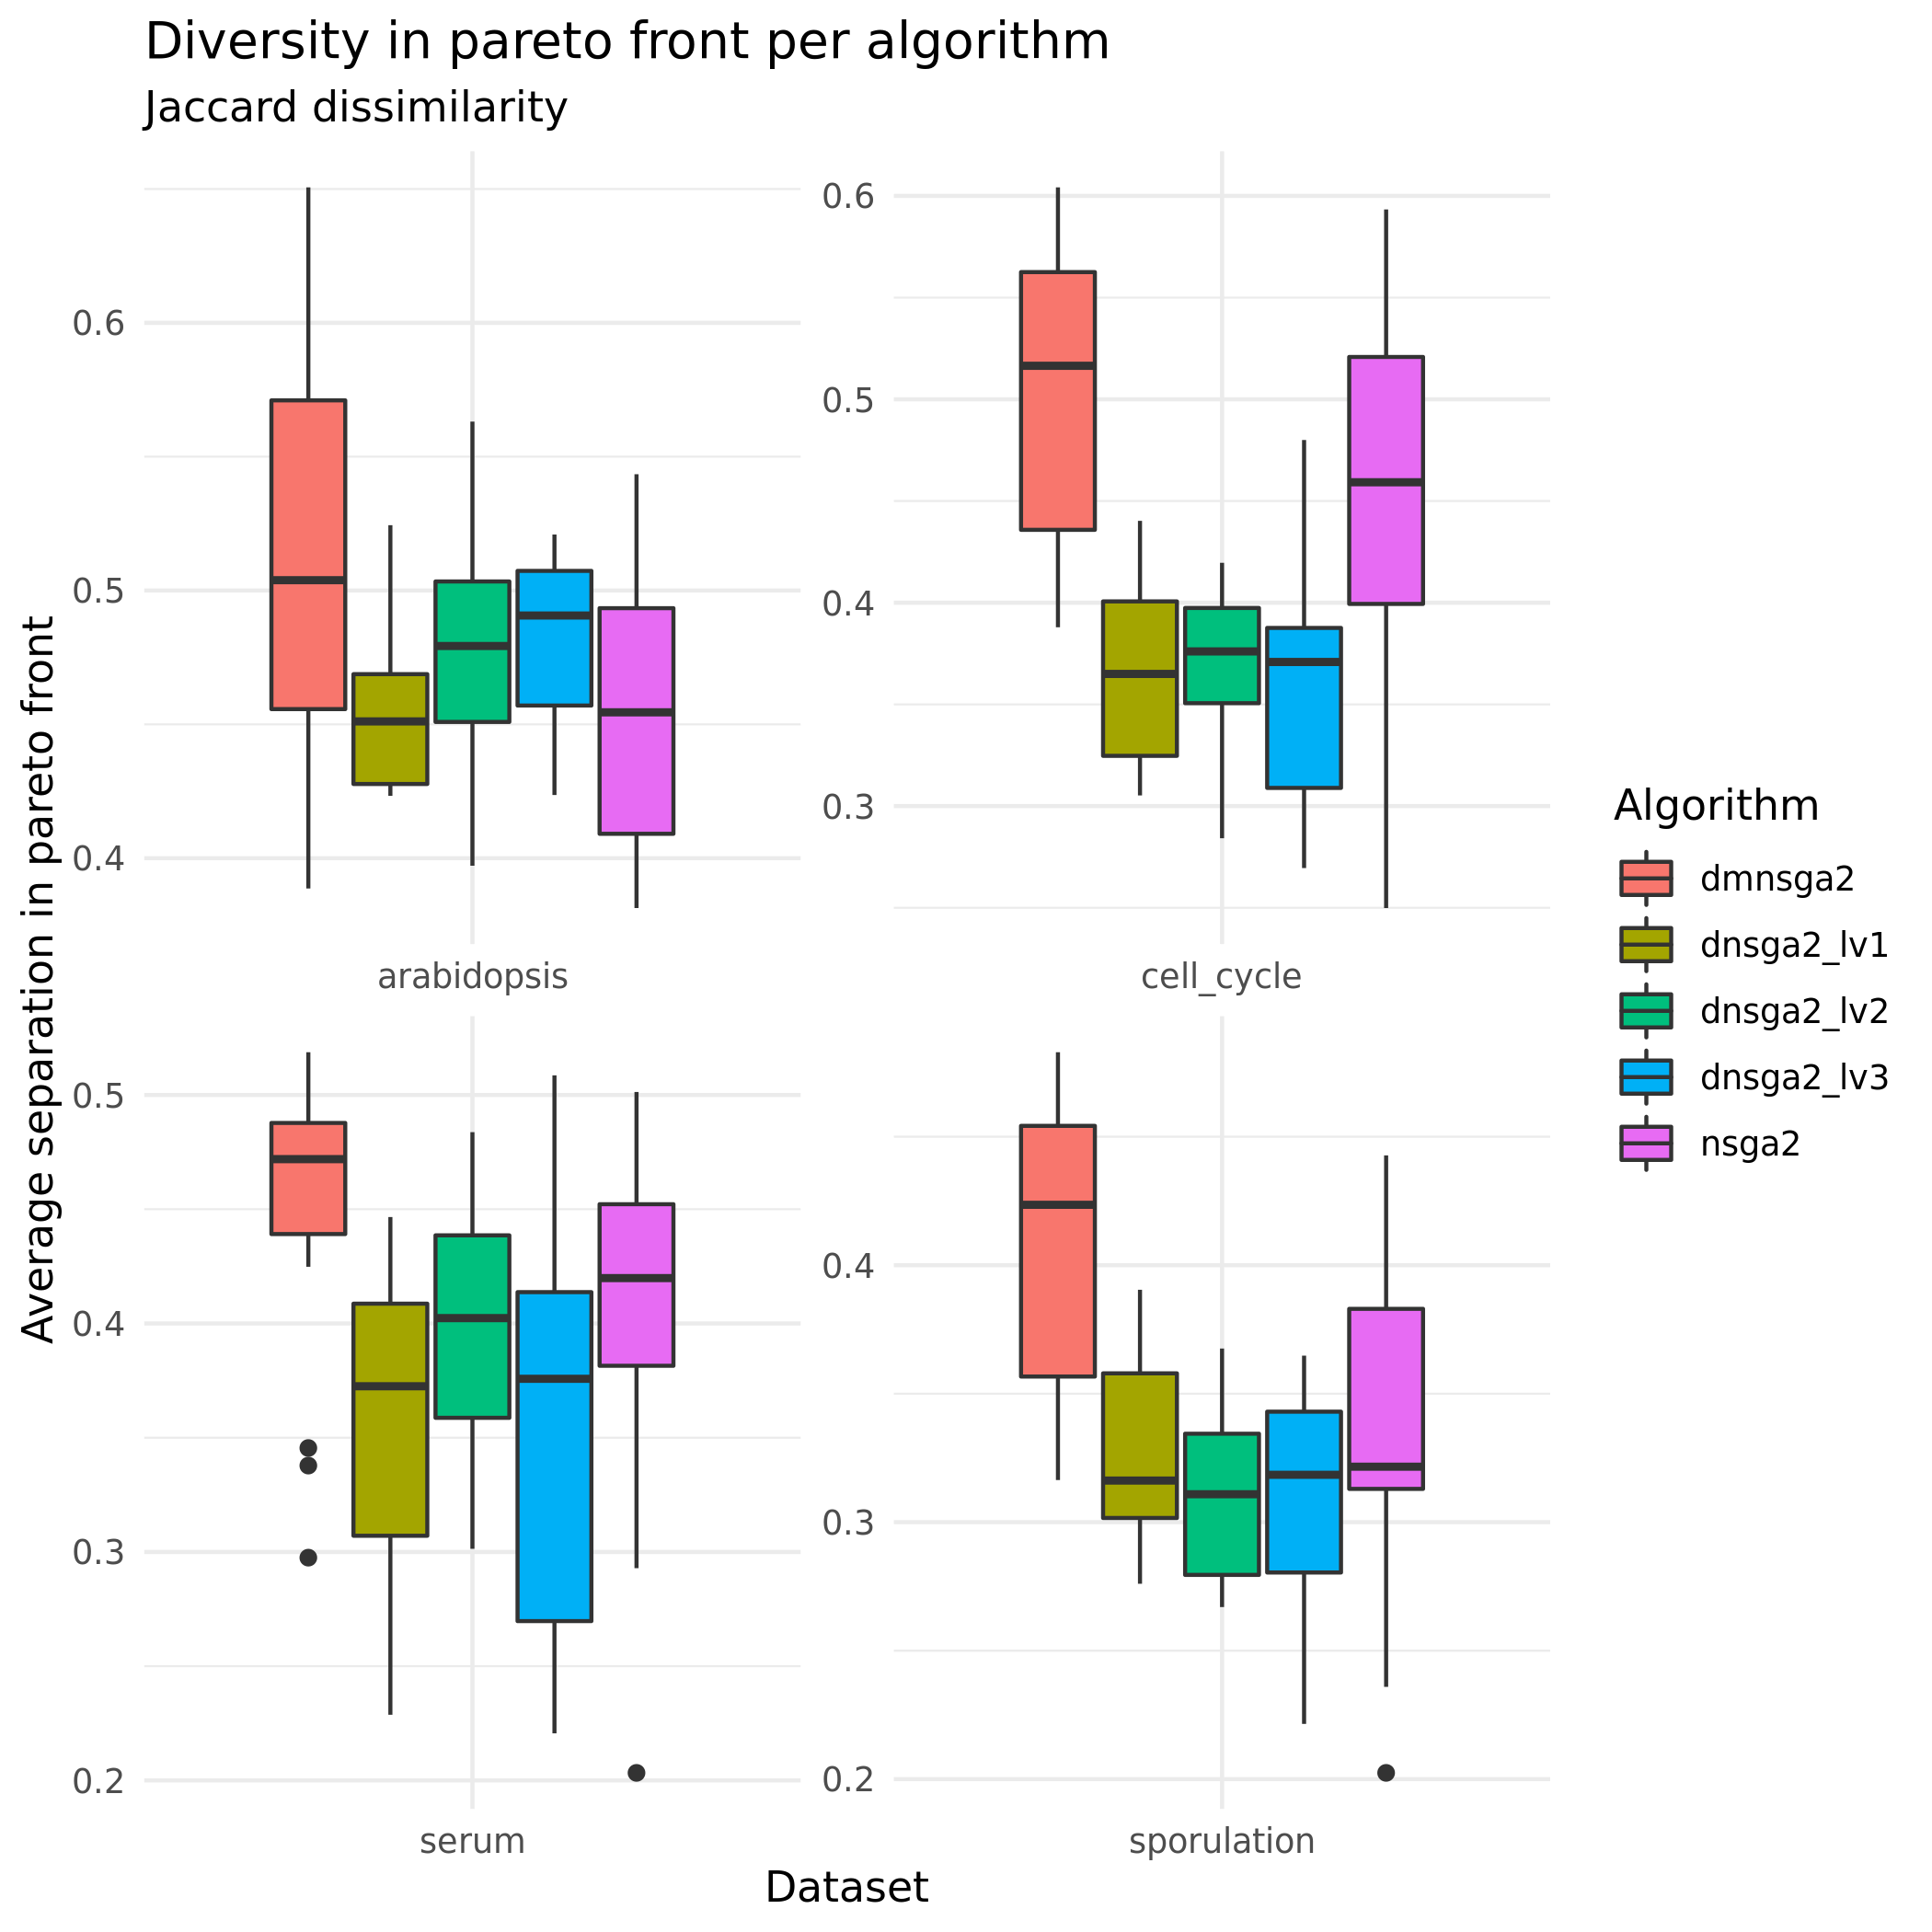 Diversity in pareto front per algorithm
Jaccard dissimilarity
Average separation in pareto front
0.6
0.5
0.4
arabidopsis
0.6
0.5
0.4
0.3
cell_cycle
0.5
0.4
0.3
0.2
serum
0.4
0.3
0.2
sporulation
Dataset
Algorithm
dmnsga2
dnsga2_lv1
dnsga2_lv2
dnsga2_lv3
nsga2